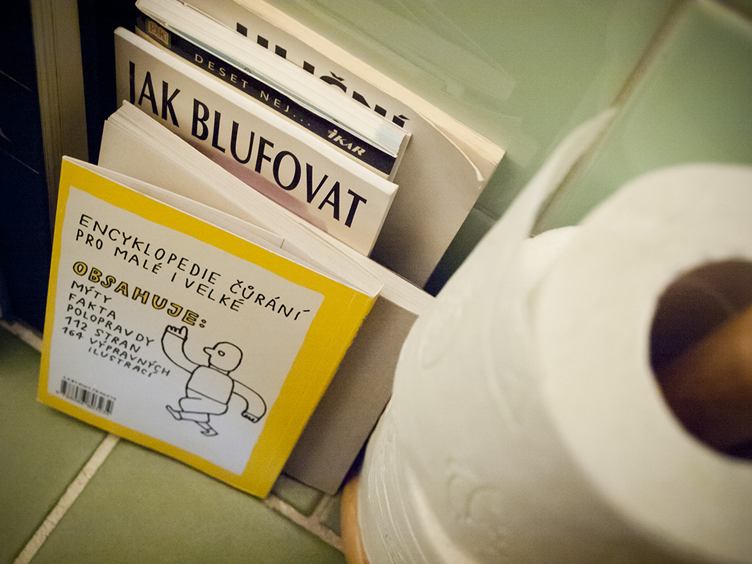 ULIČNÍ
DESET NEJ...
IKAR
JAK BLUFOVAT
ENCYKLOPEDIE ČŮRÁNÍ
PRO MALÉ I VELKÉ
OBSAHUJE:
MÝTY
FAKTA
POLOPRAVDY
112 STRAN
164 VÝPRAVNÝCH
ILUSTRACÍ